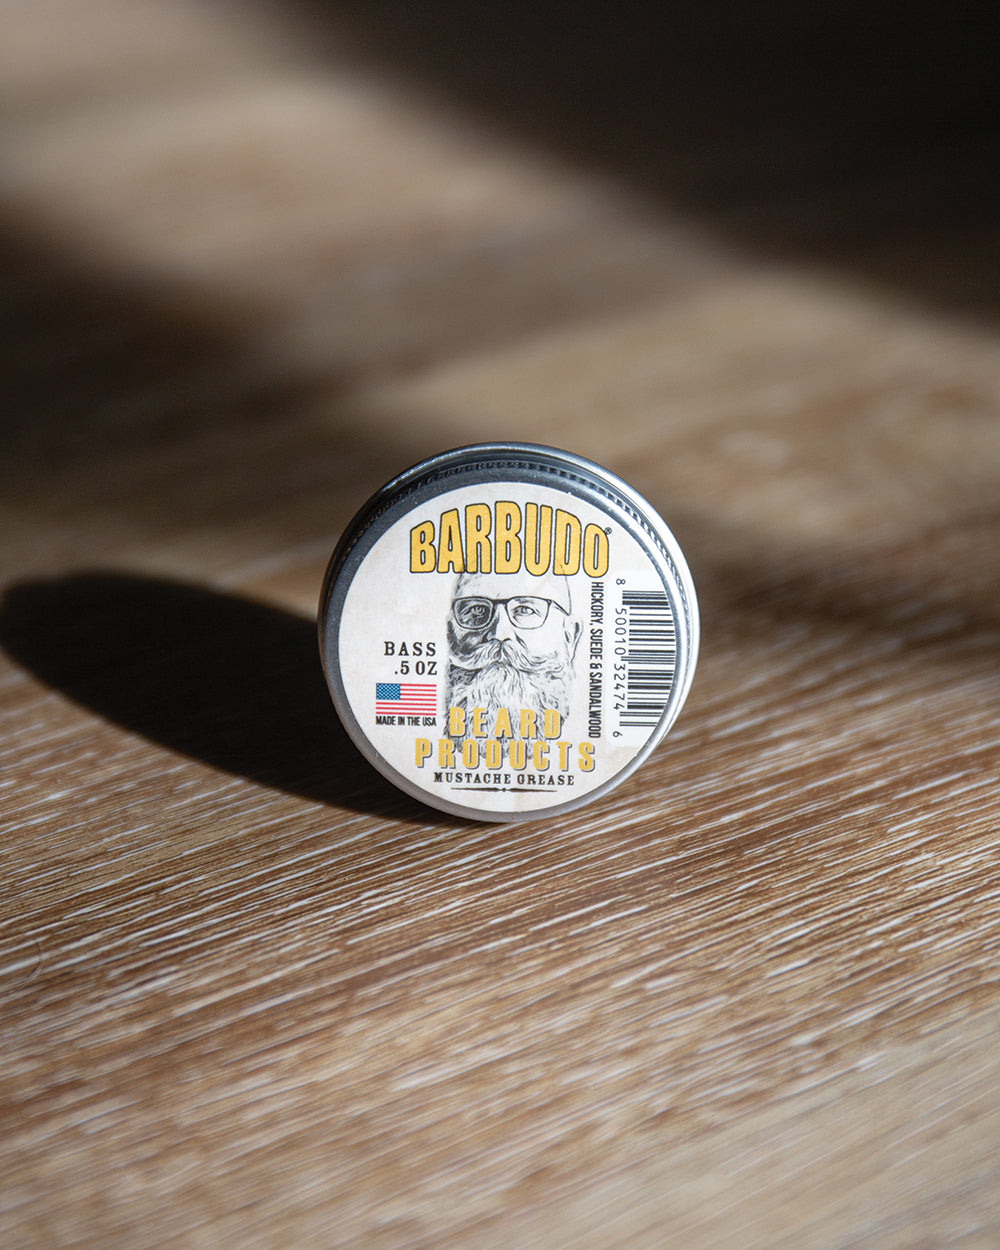 BARBUDO®
BASS
.5 OZ
MADE IN THE USA
HICKORY, SUEDE & SANDALWOOD
8 50010 32474 6
BEARD
PRODUCTS
MUSTACHE GREASE